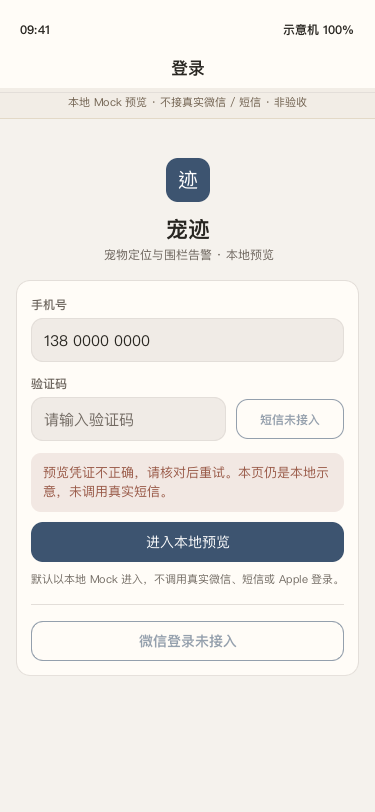 09:41
示意机 100%
登录
本地 Mock 预览 · 不接真实微信 / 短信 · 非验收
迹
宠迹
宠物定位与围栏告警 · 本地预览
手机号
138 0000 0000
验证码
请输入验证码
短信未接入
预览凭证不正确，请核对后重试。本页仍是本地示
意，未调用真实短信。
进入本地预览
默认以本地 Mock 进入，不调用真实微信、短信或 Apple 登录。
微信登录未接入